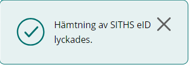 Hämtning av SITHS eID
lyckades.